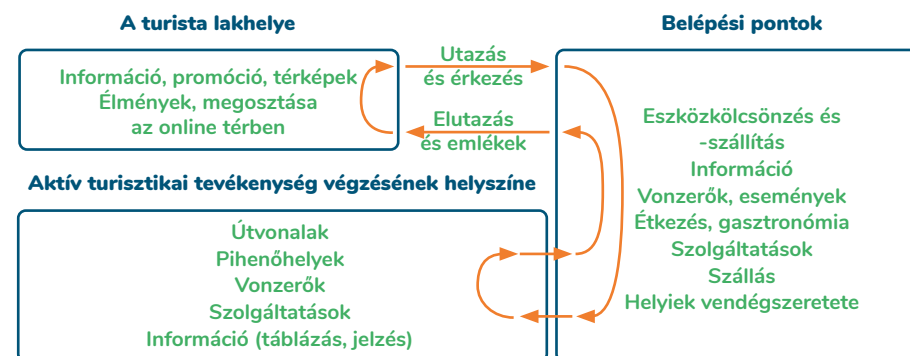 A turista lakhelye
Információ, promóció, térképek
Élmények, megosztása
az online térben
Utazás
és érkezés
Elutazás
és emlékek
Belépési pontok
Eszközkölcsönzés és
-szállítás
Információ
Vonzerők, események
Étkezés, gasztronómia
Szolgáltatások
Szállás
Helyiek vendégszeretete
Aktív turisztikai tevékenység végzésének helyszíne
Útvonalak
Pihenőhelyek
Vonzerők
Szolgáltatások
Információ (táblázás, jelzés)